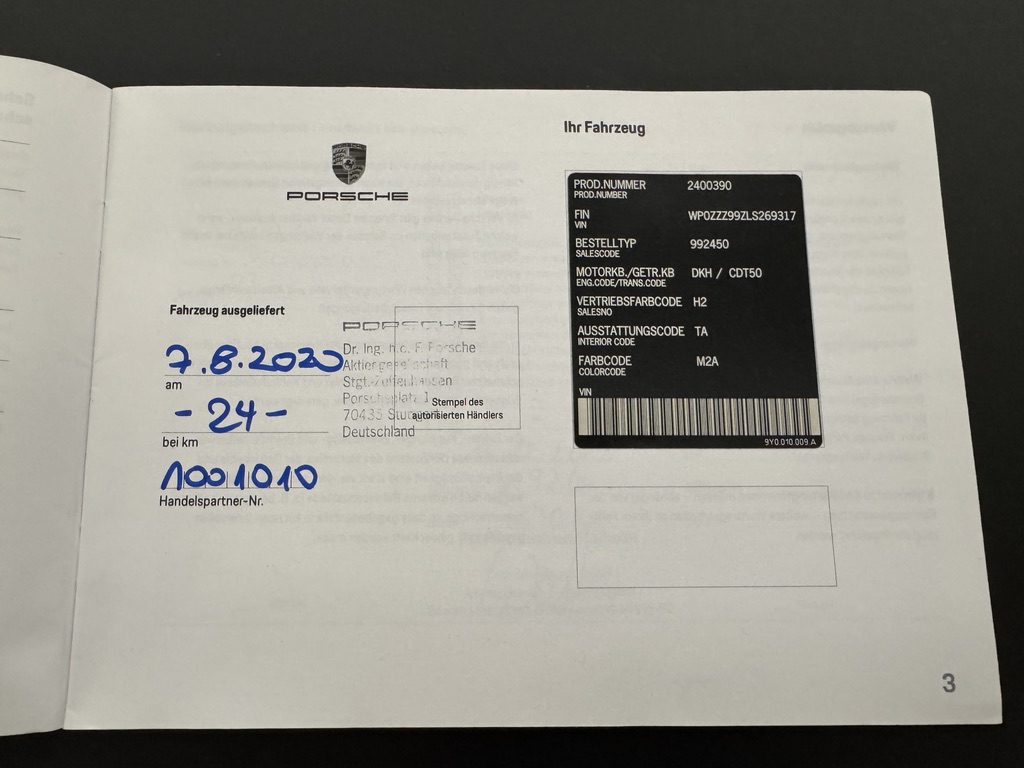 PORSCHE
Fahrzeug ausgeliefert
7.8.2020
am
- 24 -
bei km
1001010
Handelspartner-Nr.
PORSCHE
Dr. Ing. h.c. F. Porsche
Aktiengesellschaft
Stgt.-Zuffenhausen
Porscheplatz 1
70435 Stuttgart
Deutschland
Stempel des
autorisierten Händlers
Ihr Fahrzeug
PROD.NUMMER 2400390
PROD.NUMBER
FIN WP0ZZZ99ZLS269317
VIN
BESTELLTYP 992450
SALESCODE
MOTORKB./GETR.KB DKH / CDT50
ENG.CODE/TRANS.CODE
VERTRIEBSFARBCODE H2
SALESNO
AUSSTATTUNGSCODE TA
INTERIOR CODE
FARBCODE M2A
COLORCODE
VIN
9Y0.010.009 A
3